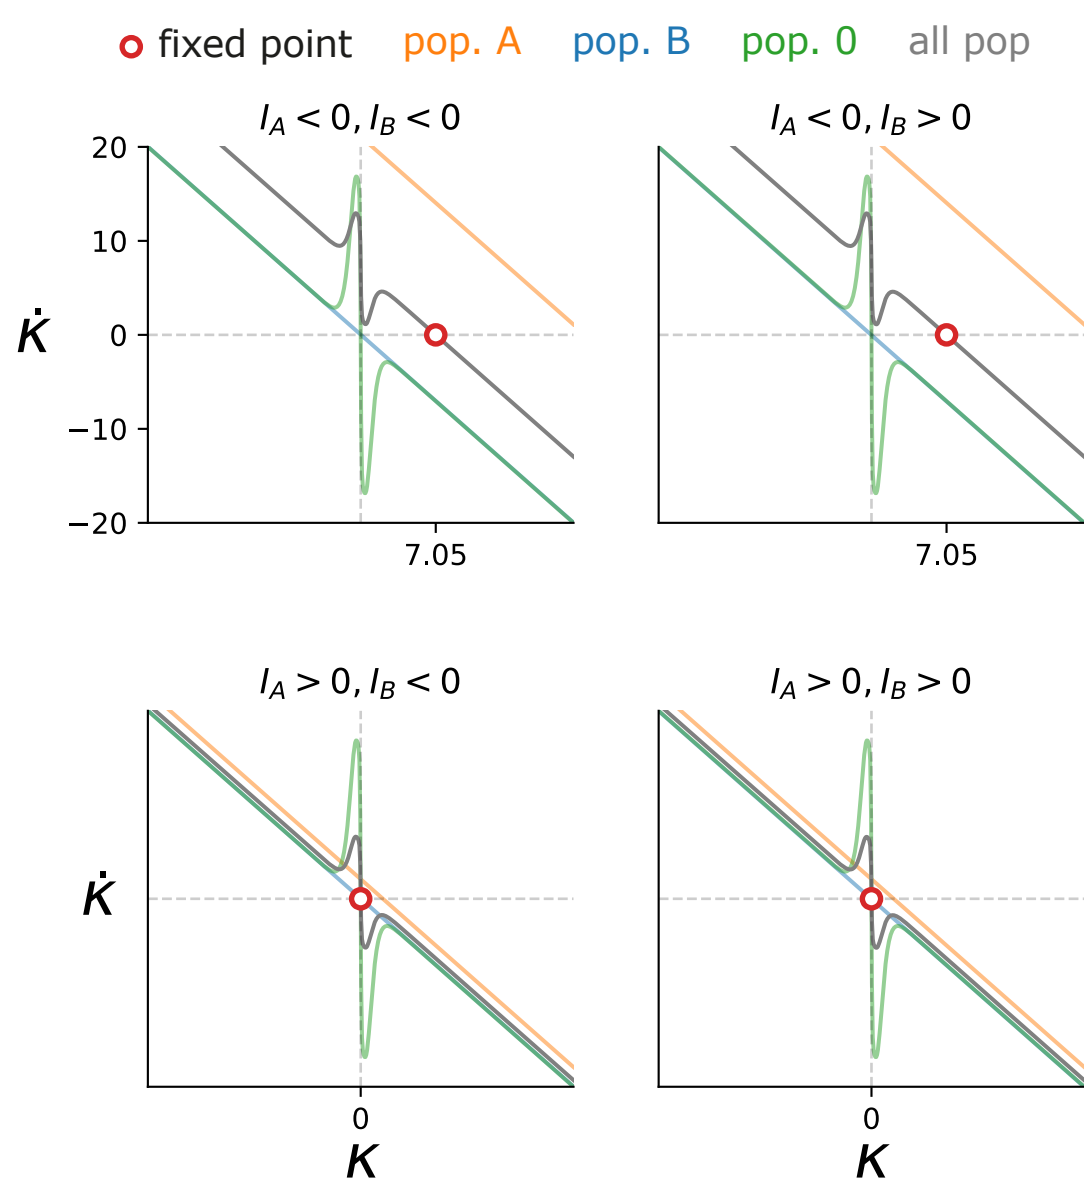 fixed point pop. A pop. B pop. 0 all pop
I_A < 0, I_B < 0 I_A < 0, I_B > 0
20
10
κ̇ 0
−10
−20
7.05 7.05
I_A > 0, I_B < 0 I_A > 0, I_B > 0
κ̇
0 0
κ κ